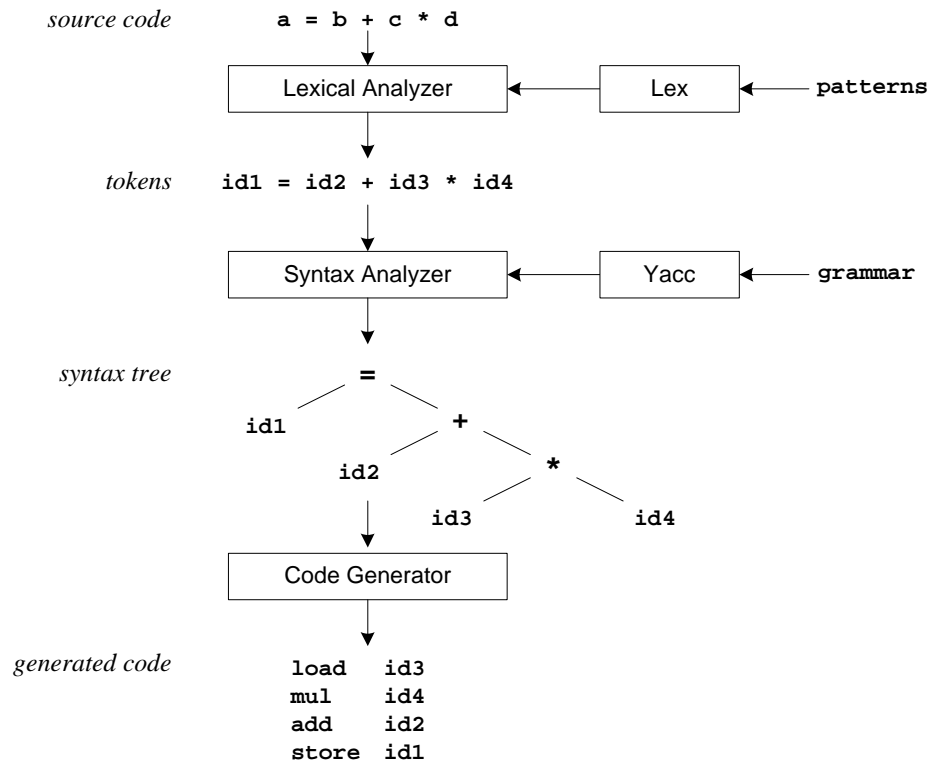 source code a = b + c * d
Lexical Analyzer Lex patterns
tokens id1 = id2 + id3 * id4
Syntax Analyzer Yacc grammar
syntax tree =
id1 +
id2 *
id3 id4
Code Generator
generated code load id3
mul id4
add id2
store id1